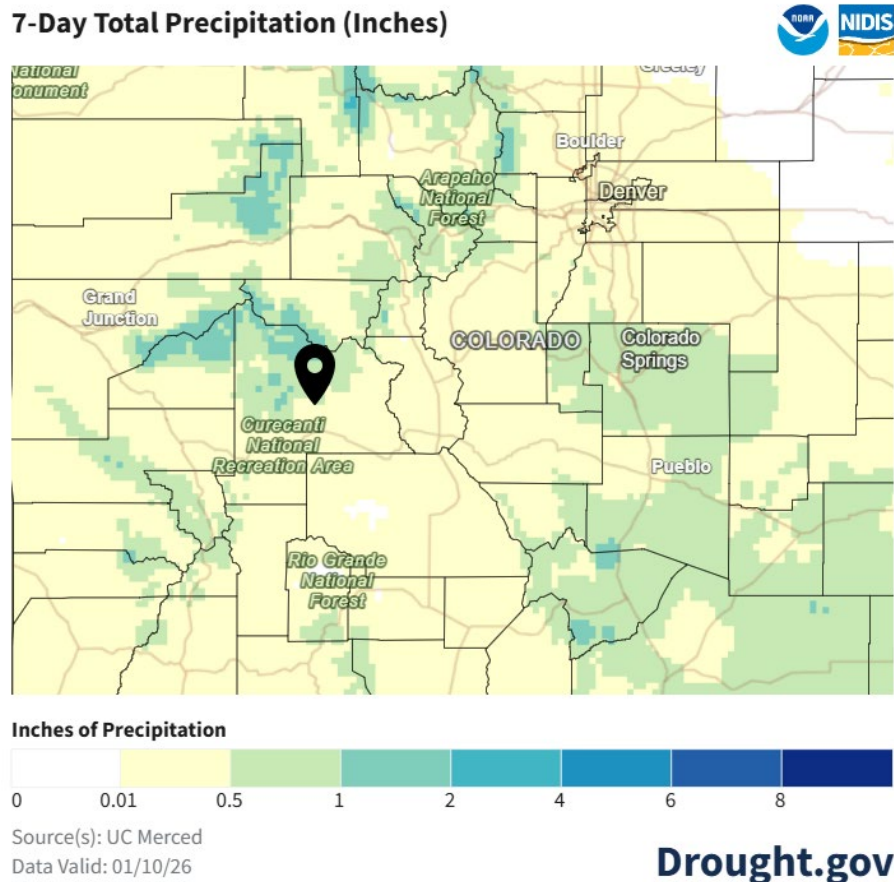 7-Day Total Precipitation (Inches)
NOAA
NIDIS
National
onument
Greeley
Boulder
Arapaho
National
Forest
Denver
Grand
Junction
COLORADO
Colorado
Springs
Curecanti
National
Recreation Area
Pueblo
Rio Grande
National
Forest
Inches of Precipitation
0 0.01 0.5 1 2 4 6 8
Source(s): UC Merced
Data Valid: 01/10/26
Drought.gov